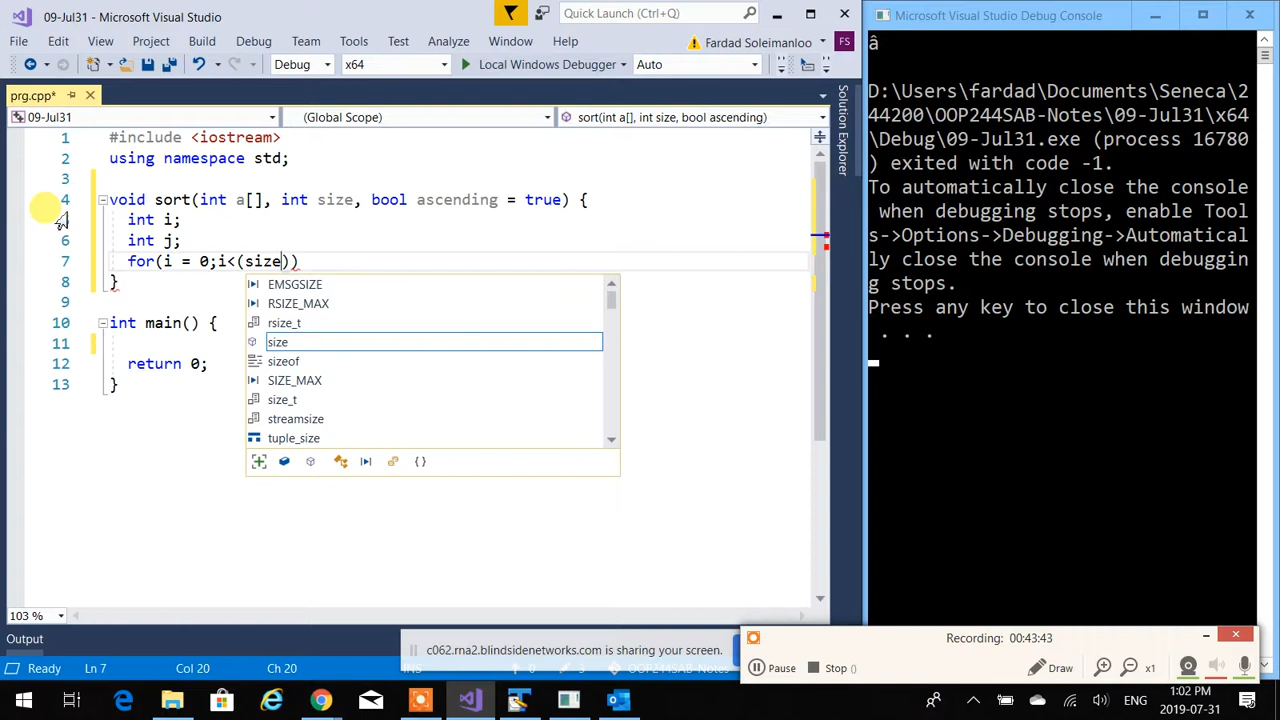 09-Jul31 - Microsoft Visual Studio
Quick Launch (Ctrl+Q)
File Edit View Project Build Debug Team Tools Test Analyze Window Help
Fardad Soleimanloo
FS
Debug x64 Local Windows Debugger Auto
prg.cpp*
09-Jul31 (Global Scope) sort(int a[], int size, bool ascending)
1 #include <iostream>
2 using namespace std;
3
4 void sort(int a[], int size, bool ascending = true) {
int i;
6 int j;
7 for(i = 0;i<(size))
8 }
9
10 int main() {
11
12 return 0;
13 }
EMSGSIZE
RSIZE_MAX
rsize_t
size
sizeof
SIZE_MAX
size_t
streamsize
tuple_size
{ }
103 %
Solution Explorer
Output
c062.rna2.blindsidenetworks.com is sharing your screen.
Ready Ln 7 Col 20 Ch 20 INS 0 3 OOP244SAB-Notes
Microsoft Visual Studio Debug Console
â
D:\Users\fardad\Documents\Seneca\2
44200\OOP244SAB-Notes\09-Jul31\x64
\Debug\09-Jul31.exe (process 16780
) exited with code -1.
To automatically close the console
when debugging stops, enable Tool
s->Options->Debugging->Automatical
ly close the console when debuggin
g stops.
Press any key to close this window
. . .
Recording: 00:43:43
Pause Stop () Draw x1
ENG
1:02 PM
2019-07-31